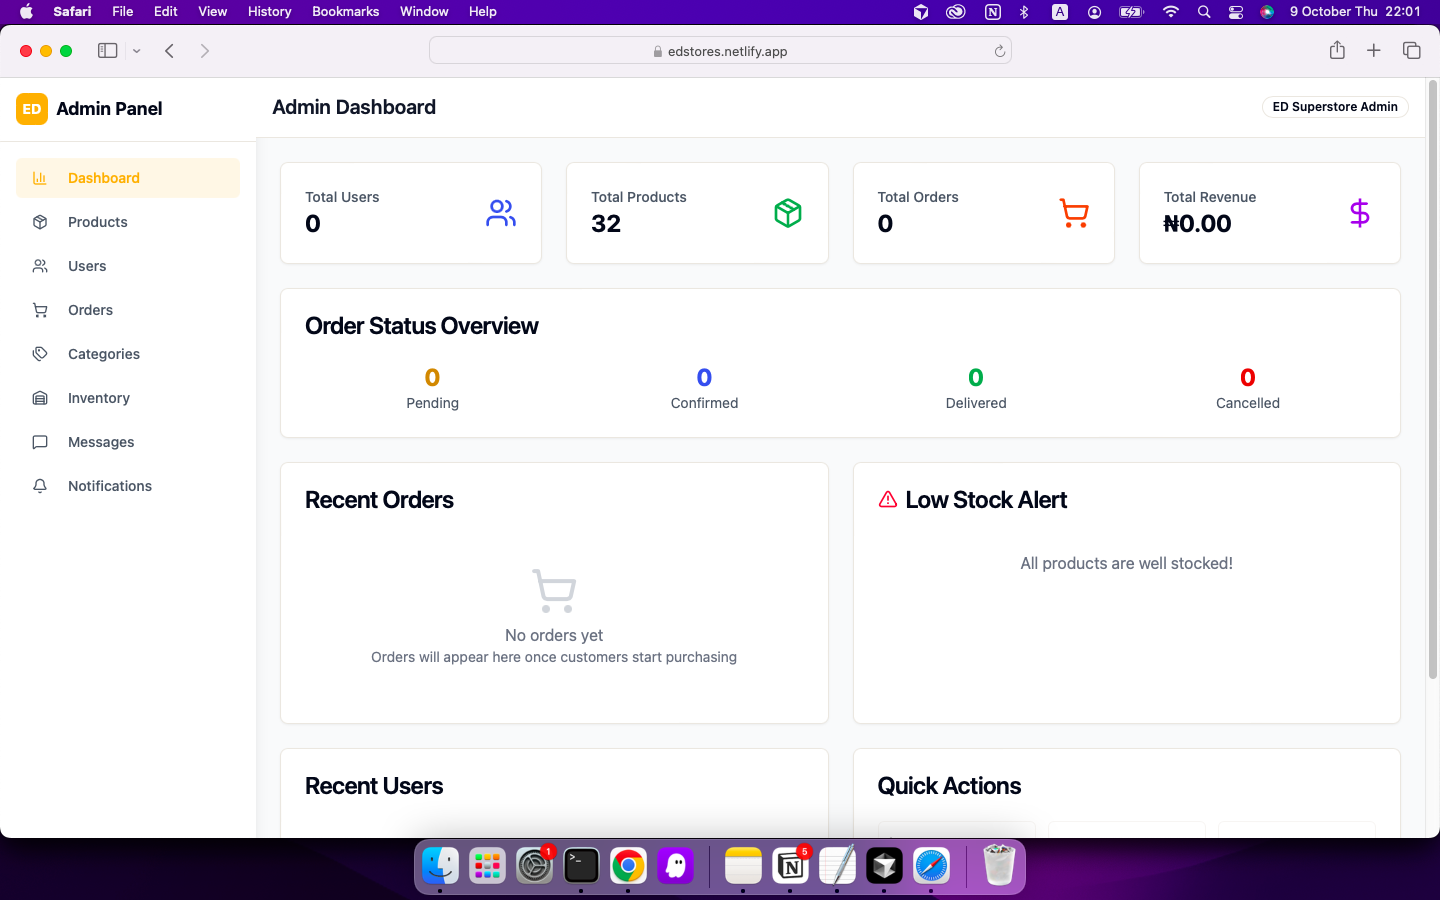 Safari File Edit View History Bookmarks Window Help A 9 October Thu 22:01
edstores.netlify.app
ED Admin Panel
Admin Dashboard
ED Superstore Admin
Dashboard
Products
Users
Orders
Categories
Inventory
Messages
Notifications
Total Users
0
Total Products
32
Total Orders
0
Total Revenue
₦0.00
Order Status Overview
0
Pending
0
Confirmed
0
Delivered
0
Cancelled
Recent Orders
No orders yet
Orders will appear here once customers start purchasing
Low Stock Alert
All products are well stocked!
Recent Users
Quick Actions
1
5